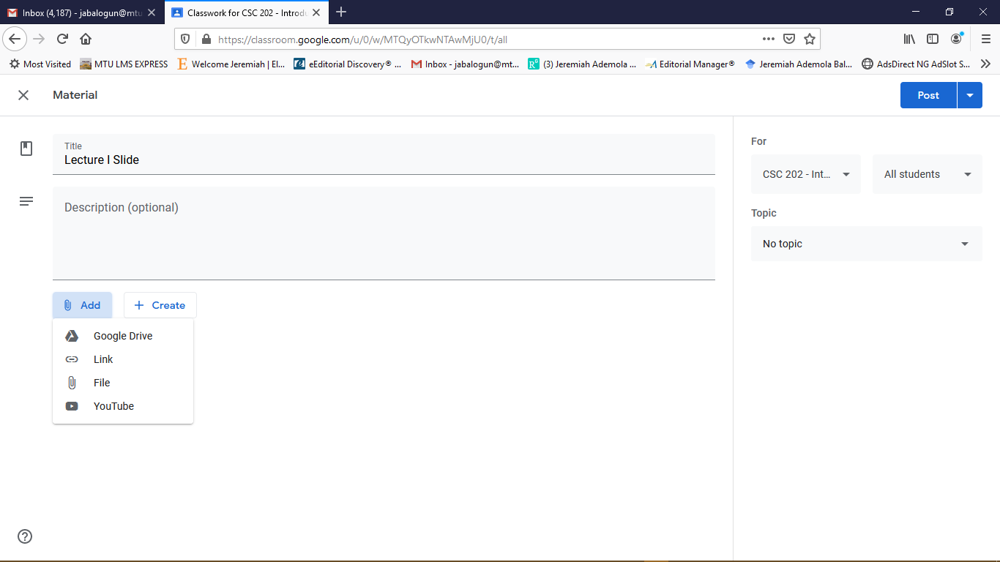 Inbox (4,187) - jabalogun@mtu
Classwork for CSC 202 - Introdu
https://classroom.google.com/u/0/w/MTQyOTkwNTAwMjU0/t/all
Most Visited
MTU LMS EXPRESS
Welcome Jeremiah | El...
eEditorial Discovery® ...
Inbox - jabalogun@mt...
(3) Jeremiah Ademola ...
Editorial Manager®
Jeremiah Ademola Bal...
AdsDirect NG AdSlot S...
Material
Post
Title
Lecture I Slide
Description (optional)
Add
Create
Google Drive
Link
File
YouTube
For
CSC 202 - Int...
All students
Topic
No topic